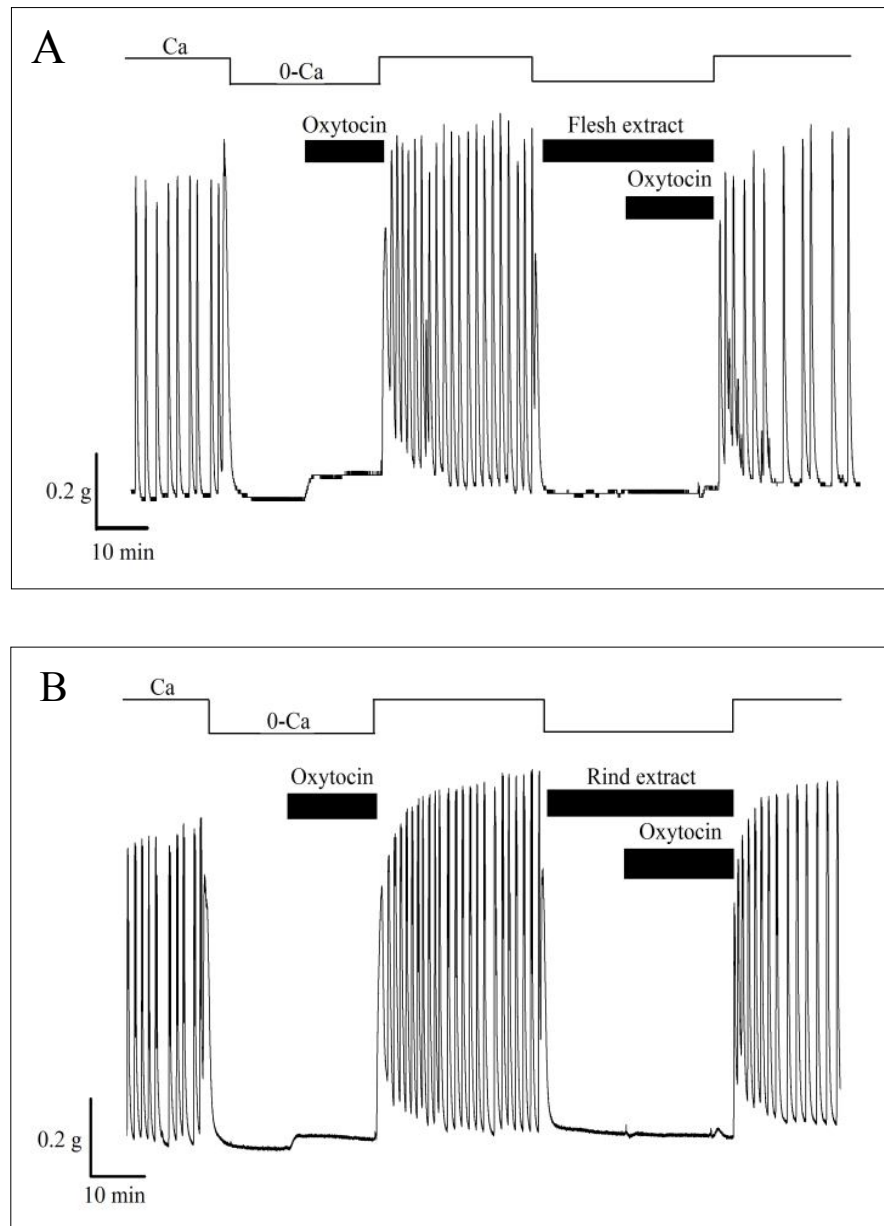 A
Ca
0-Ca
Oxytocin
Flesh extract
Oxytocin
0.2 g
10 min
B
Ca
0-Ca
Oxytocin
Rind extract
Oxytocin
0.2 g
10 min